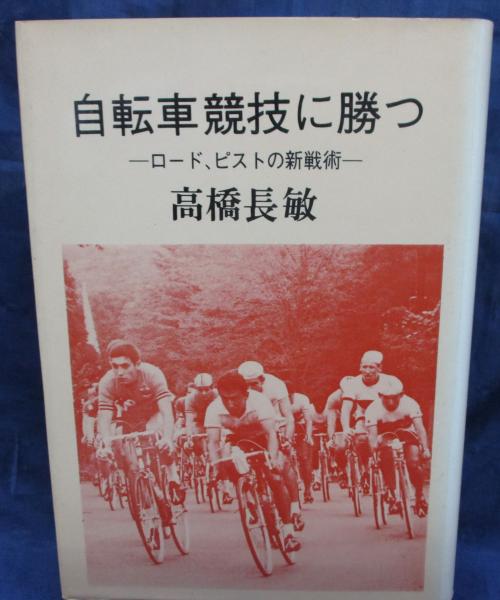 自転車競技に勝つ
―ロード、ピストの新戦術―
高橋長敏